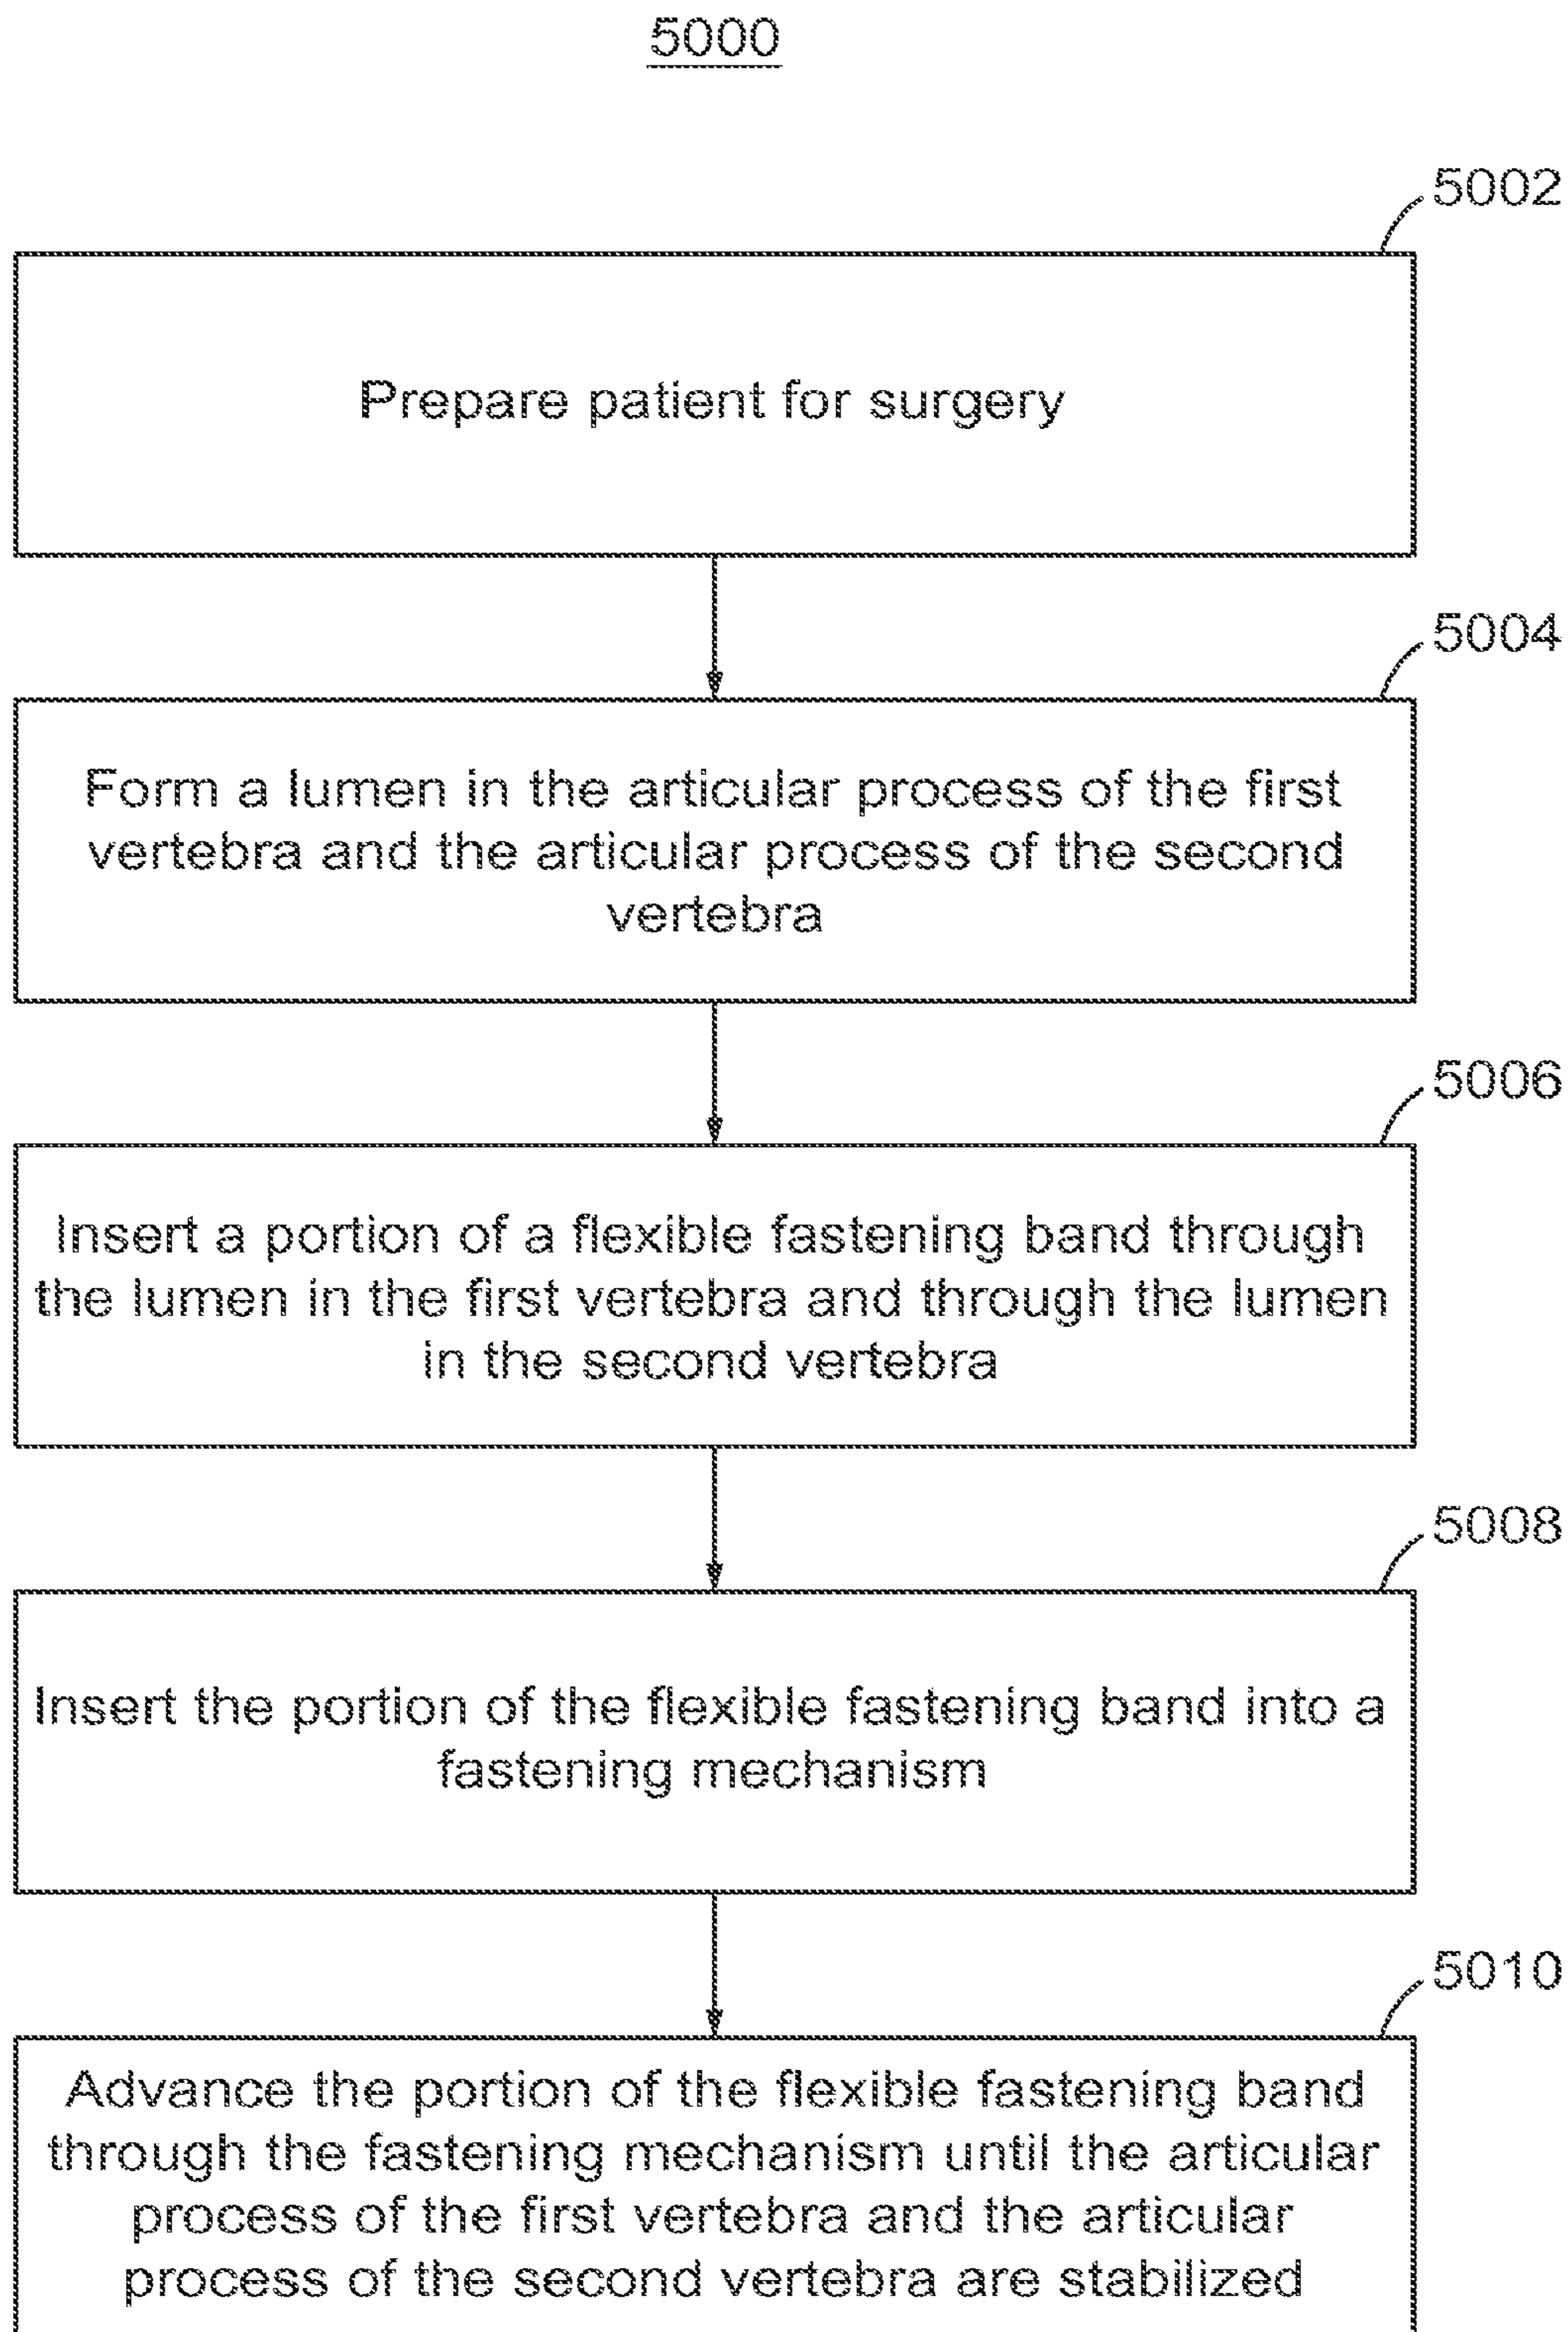 5000
5002
Prepare patient for surgery
5004
Form a lumen in the articular process of the first
vertebra and the articular process of the second
vertebra
5006
Insert a portion of a flexible fastening band through
the lumen in the first vertebra and through the lumen
in the second vertebra
5008
Insert the portion of the flexible fastening band into a
fastening mechanism
5010
Advance the portion of the flexible fastening band
through the fastening mechanism until the articular
process of the first vertebra and the articular
process of the second vertebra are stabilized